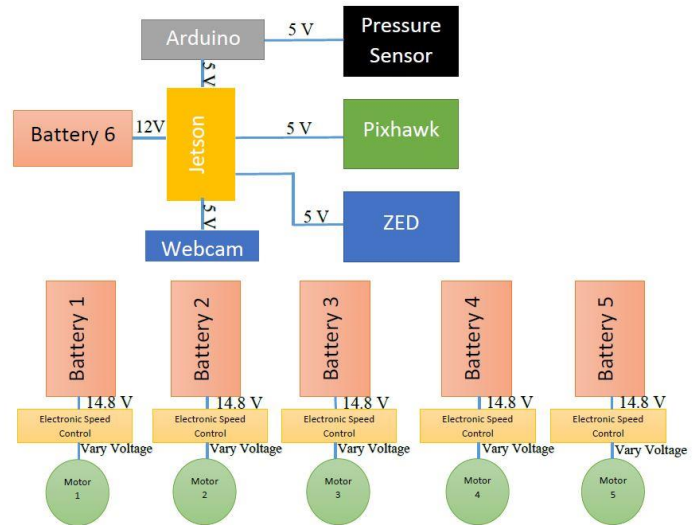 Arduino
5 V
Pressure
Sensor
5 V
Battery 6
12V
Jetson
5 V
Pixhawk
5 V
ZED
5 V
Webcam
Battery 1
Battery 2
Battery 3
Battery 4
Battery 5
14.8 V
14.8 V
14.8 V
14.8 V
14.8 V
Electronic Speed
Control
Electronic Speed
Control
Electronic Speed
Control
Electronic Speed
Control
Electronic Speed
Control
Vary Voltage
Vary Voltage
Vary Voltage
Vary Voltage
Vary Voltage
Motor
1
Motor
2
Motor
3
Motor
4
Motor
5